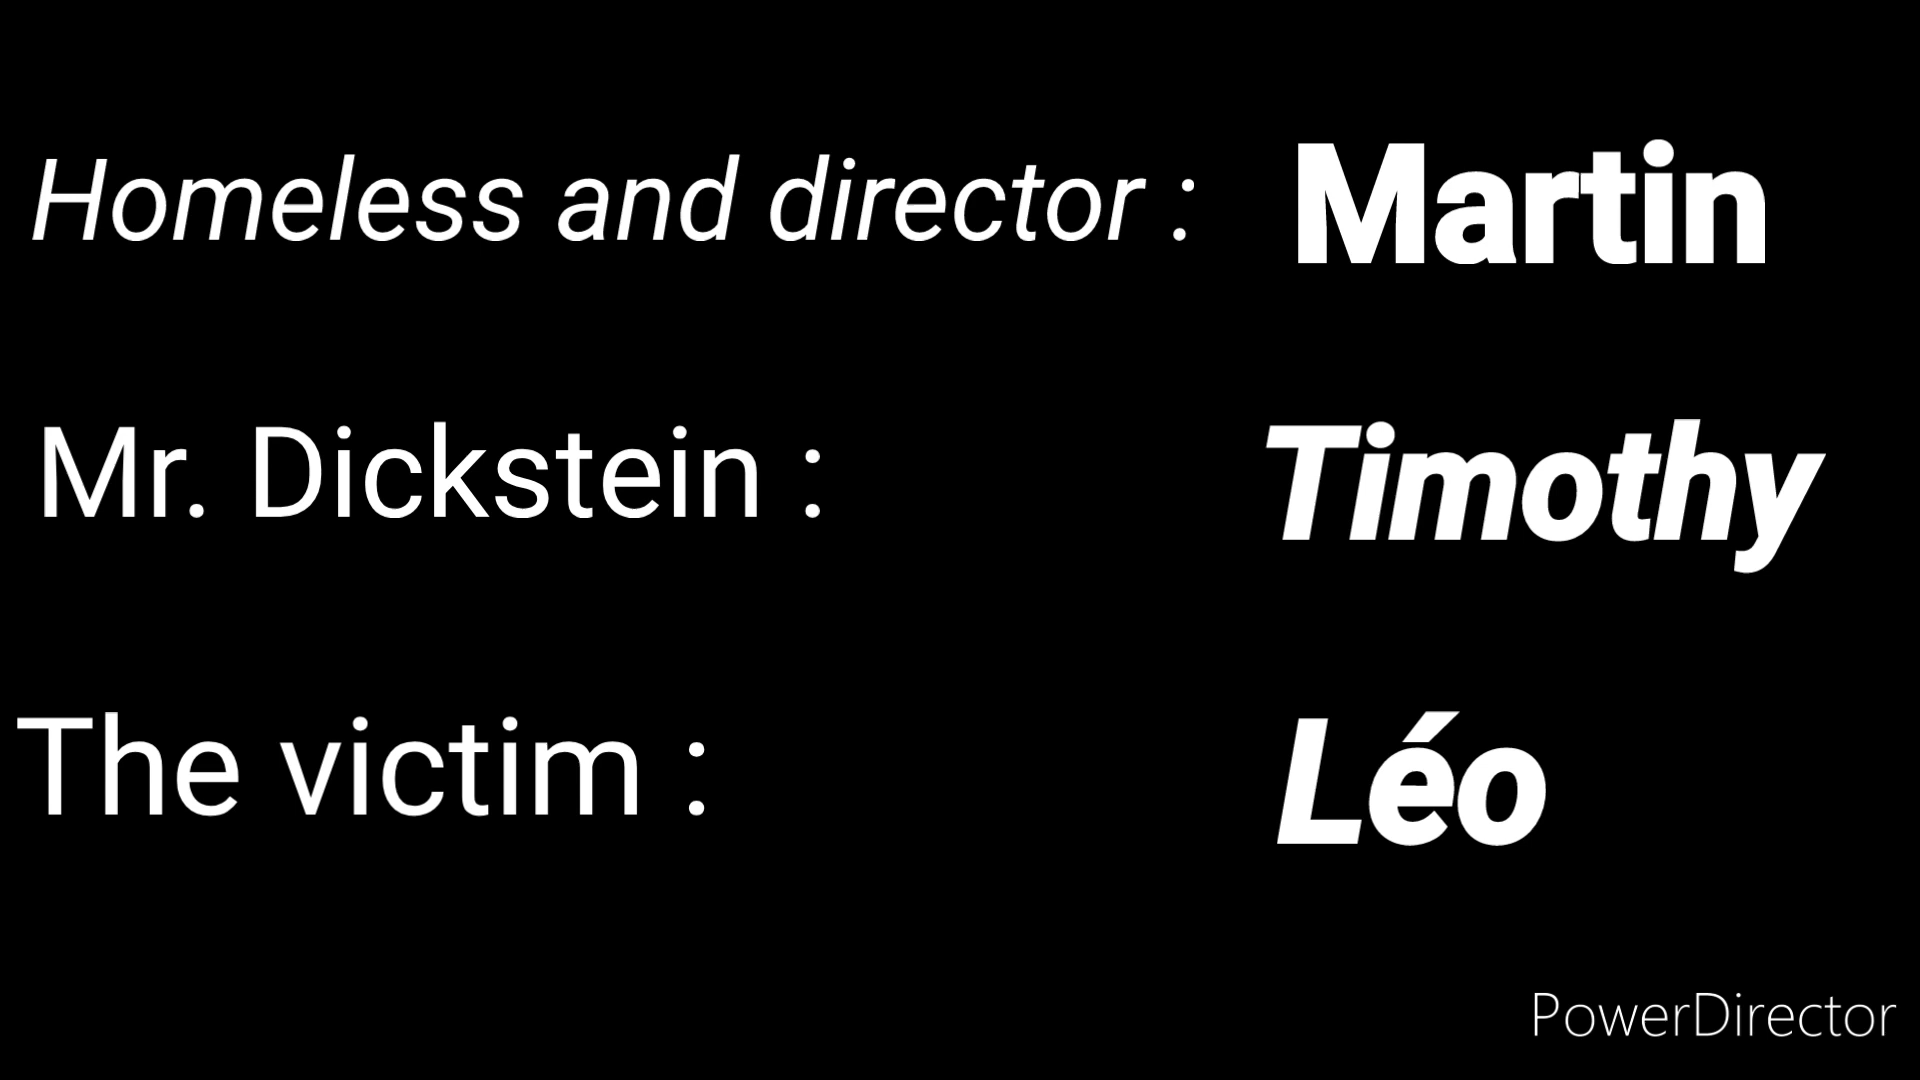 Homeless and director : Martin
Mr. Dickstein : Timothy
The victim : Léo
PowerDirector